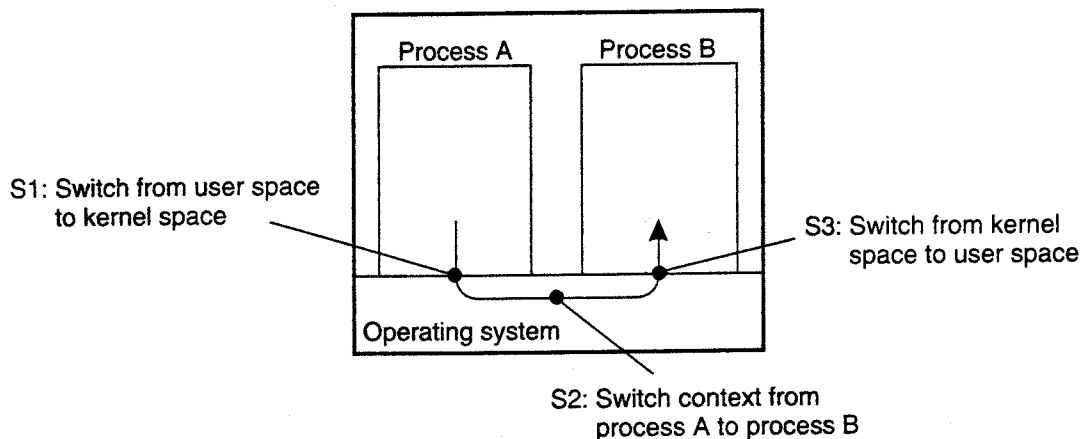 Process A
Process B
S1: Switch from user space
to kernel space
S3: Switch from kernel
space to user space
Operating system
S2: Switch context from
process A to process B